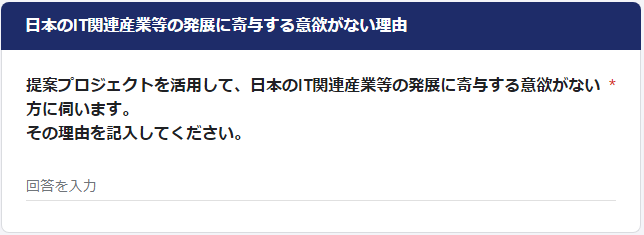 日本のIT関連産業等の発展に寄与する意欲がない理由
提案プロジェクトを活用して、日本のIT関連産業等の発展に寄与する意欲がない *
方に伺います。
その理由を記入してください。
回答を入力